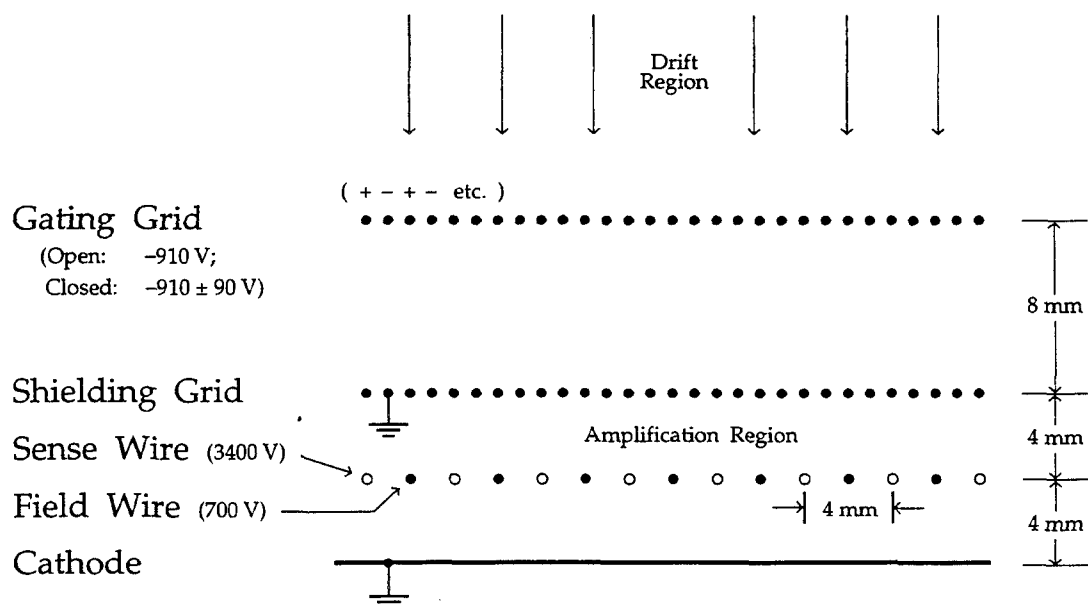 Drift
Region
( + − + − etc. )
Gating Grid
(Open: −910 V;
Closed: −910 ± 90 V)
8 mm
Shielding Grid
Amplification Region
4 mm
Sense Wire (3400 V)
Field Wire (700 V)
4 mm
4 mm
Cathode